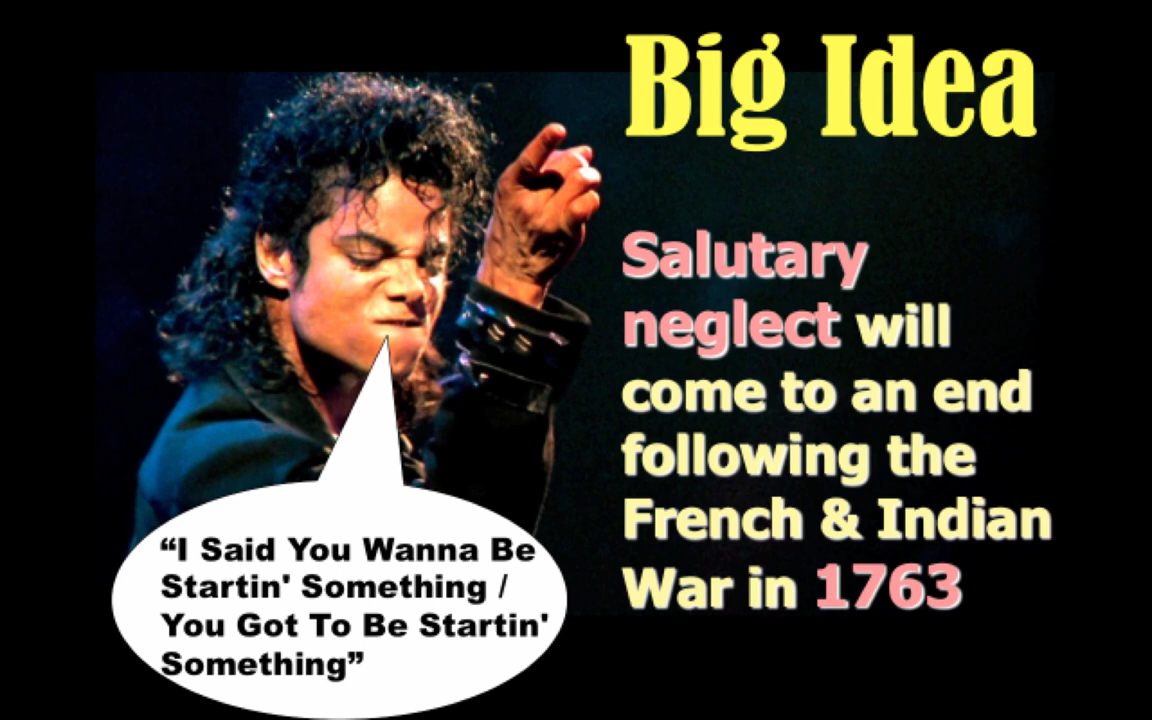 Big Idea
Salutary
neglect will
come to an end
following the
French & Indian
War in 1763
“I Said You Wanna Be
Startin' Something /
You Got To Be Startin'
Something”